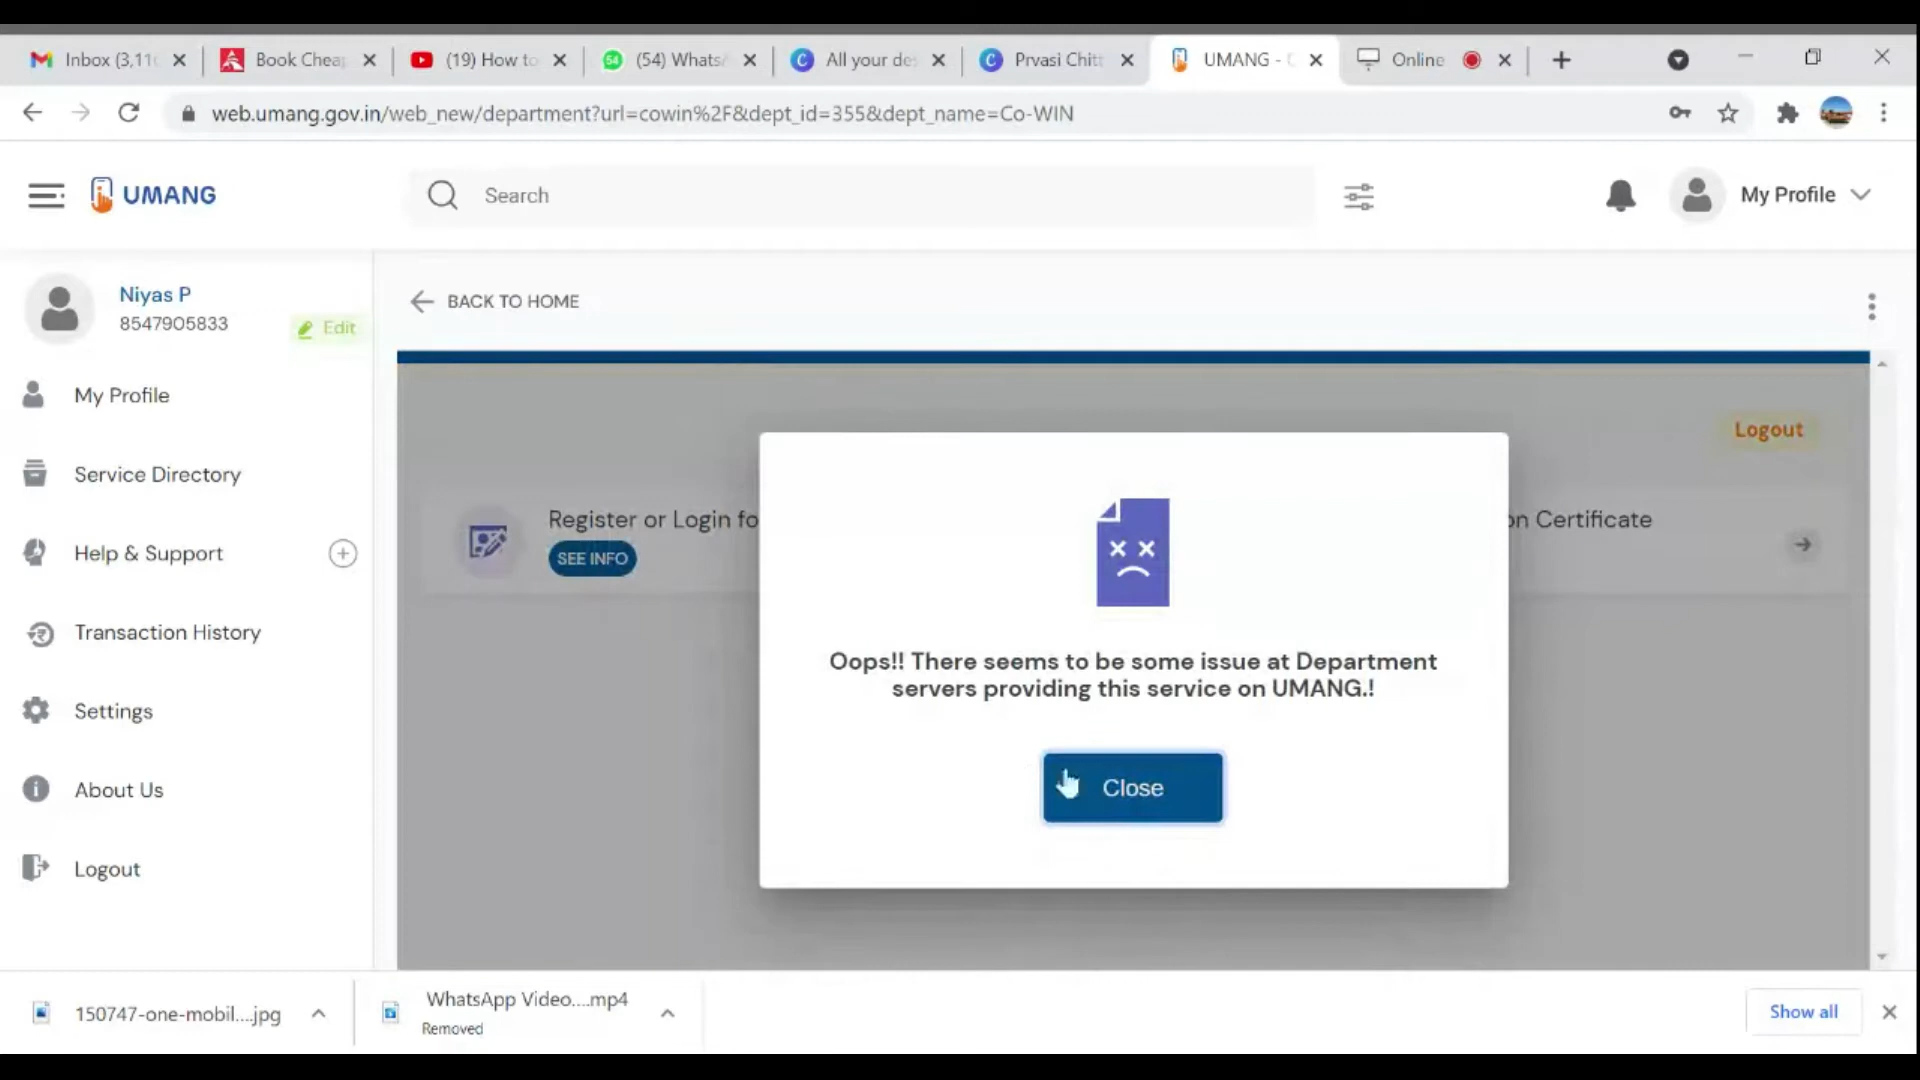 Inbox (3,11
Book Chea
(19) How to
54
(54) Whats
All your de
Prvasi Chitt
UMANG -
Online
web.umang.gov.in/web_new/department?url=cowin%2F&dept_id=355&dept_name=Co-WIN
UMANG
Search
My Profile
Niyas P
8547905833
Edit
BACK TO HOME
My Profile
Service Directory
Help & Support
Transaction History
Settings
About Us
Logout
Logout
Register or Login fo
SEE INFO
on Certificate
Oops!! There seems to be some issue at Department
servers providing this service on UMANG.!
Close
150747-one-mobil....jpg
WhatsApp Video....mp4
Removed
Show all